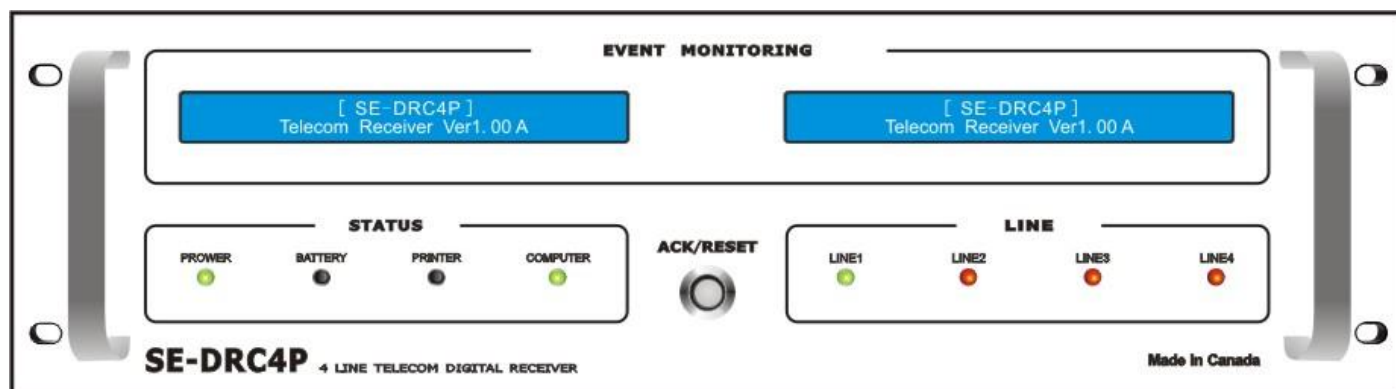 EVENT MONITORING
[ SE-DRC4P ]
Telecom Receiver Ver1. 00 A
[ SE-DRC4P ]
Telecom Receiver Ver1. 00 A
STATUS
PROWER BATTERY PRINTER COMPUTER
ACK/RESET
LINE
LINE1 LINE2 LINE3 LINE4
SE-DRC4P 4 LINE TELECOM DIGITAL RECEIVER
Made In Canada